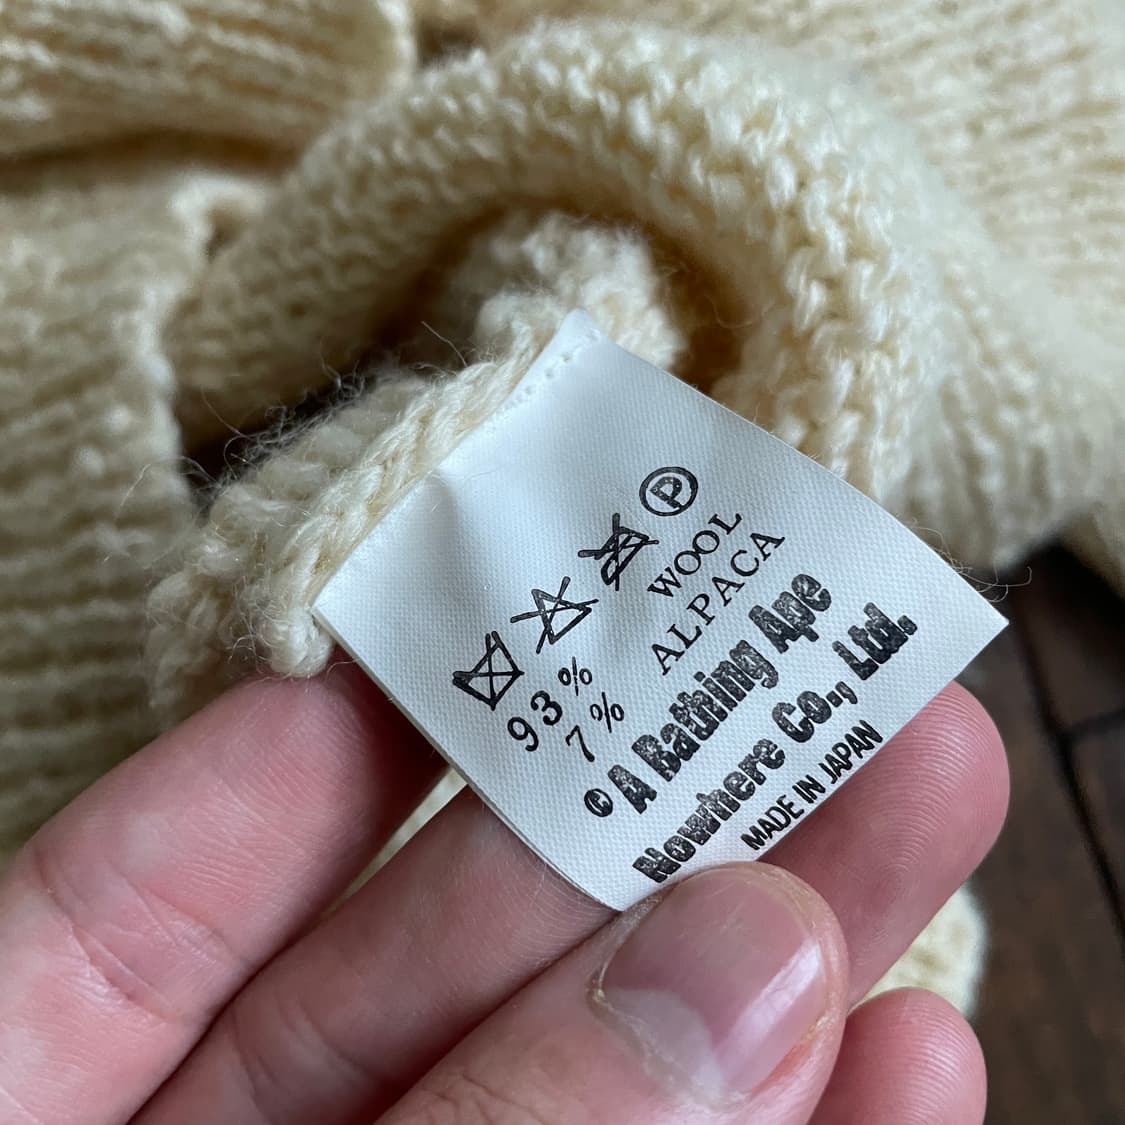 P
93% WOOL
7% ALPACA
© A Bathing Ape
Nowhere Co., Ltd.
MADE IN JAPAN